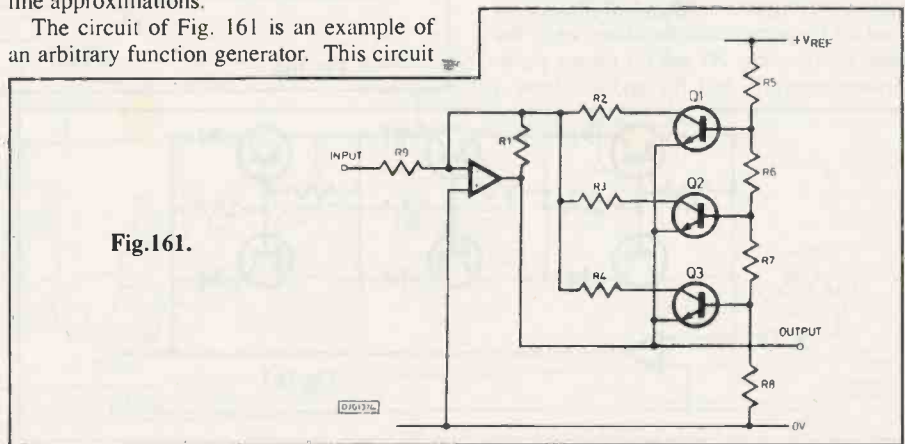 line approximations.
The circuit of Fig. 161 is an example of
an arbitrary function generator. This circuit
+VREF
R5
R2
Q1
R1
INPUT
R9
R6
R3
Q2
Fig.161.
R7
R4
Q3
OUTPUT
R8
0V